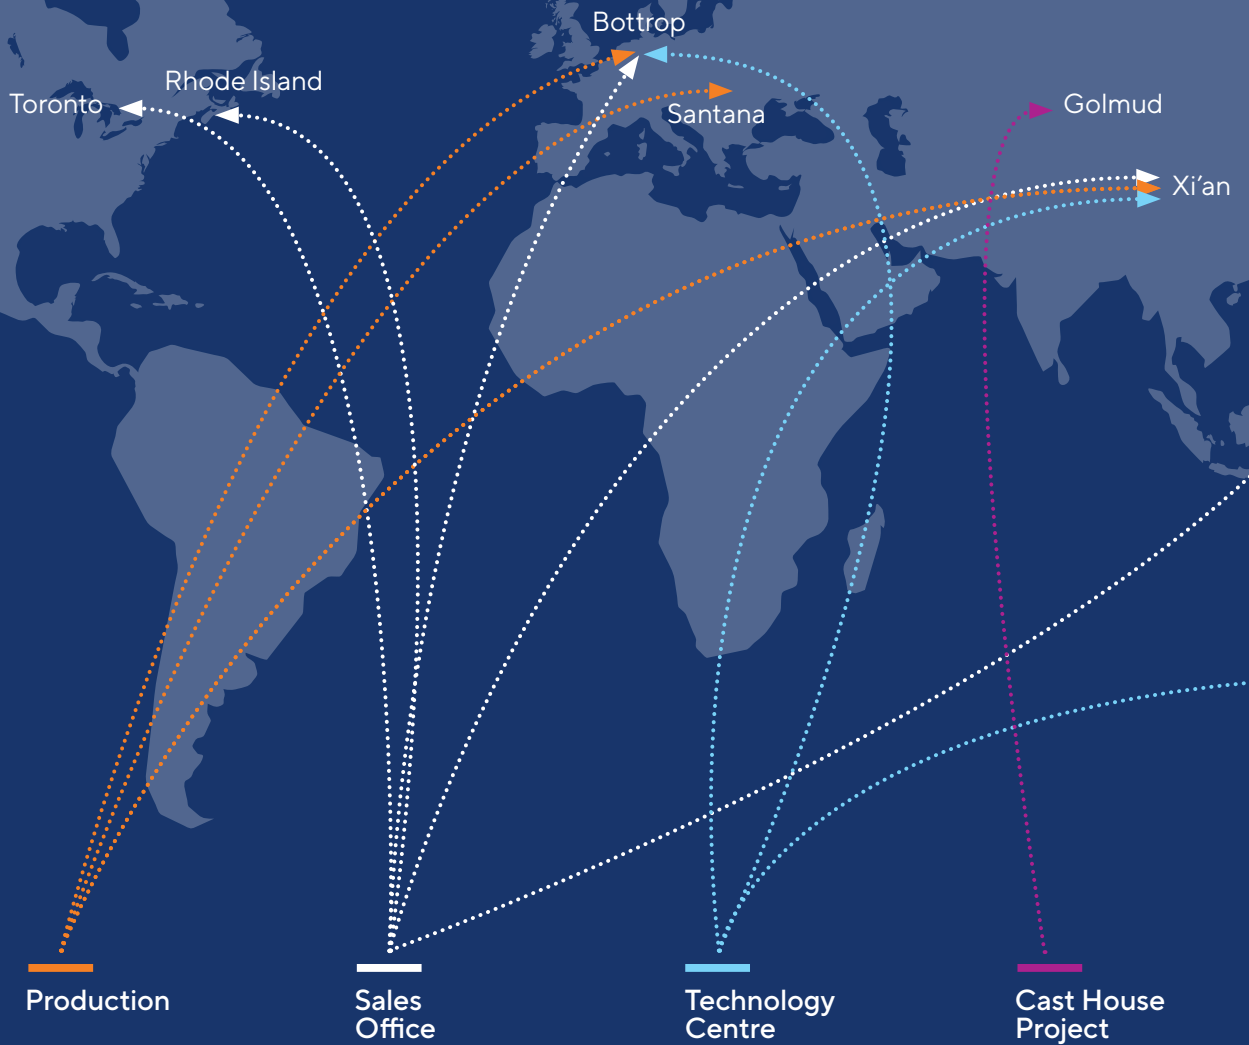 Bottrop
Rhode Island
Toronto
Santana
Golmud
Xi’an
Production
Sales
Office
Technology
Centre
Cast House
Project